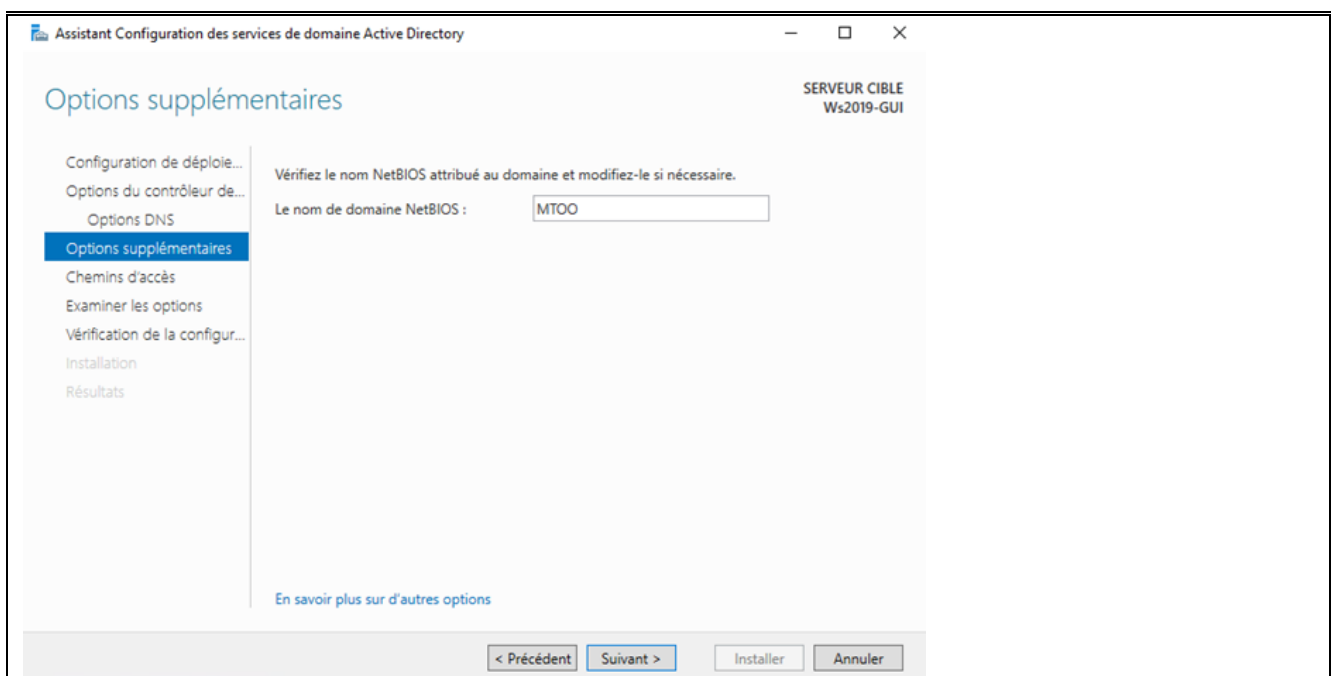 Assistant Configuration des services de domaine Active Directory
Options supplémentaires
SERVEUR CIBLE
Ws2019-GUI
Configuration de déploie...
Options du contrôleur de...
Options DNS
Options supplémentaires
Chemins d'accès
Examiner les options
Vérification de la configur...
Installation
Résultats
Vérifiez le nom NetBIOS attribué au domaine et modifiez-le si nécessaire.
Le nom de domaine NetBIOS : MTOO
En savoir plus sur d'autres options
< Précédent Suivant > Installer Annuler